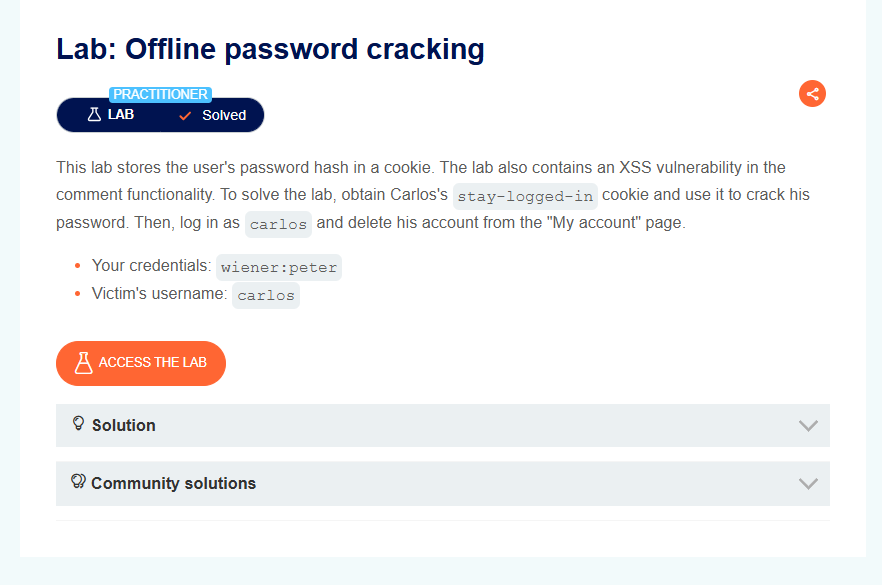 Lab: Offline password cracking
PRACTITIONER
LAB Solved
This lab stores the user's password hash in a cookie. The lab also contains an XSS vulnerability in the
comment functionality. To solve the lab, obtain Carlos's stay-logged-in cookie and use it to crack his
password. Then, log in as carlos and delete his account from the "My account" page.
• Your credentials: wiener:peter
• Victim's username: carlos
ACCESS THE LAB
Solution
Community solutions